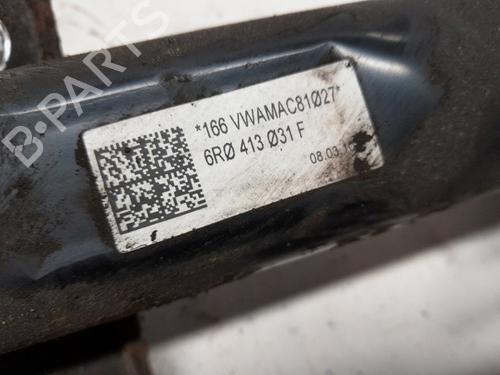 B-Parts
*166 VWAMAC81Ø27*
6RØ 413 Ø31 F
08.03.1